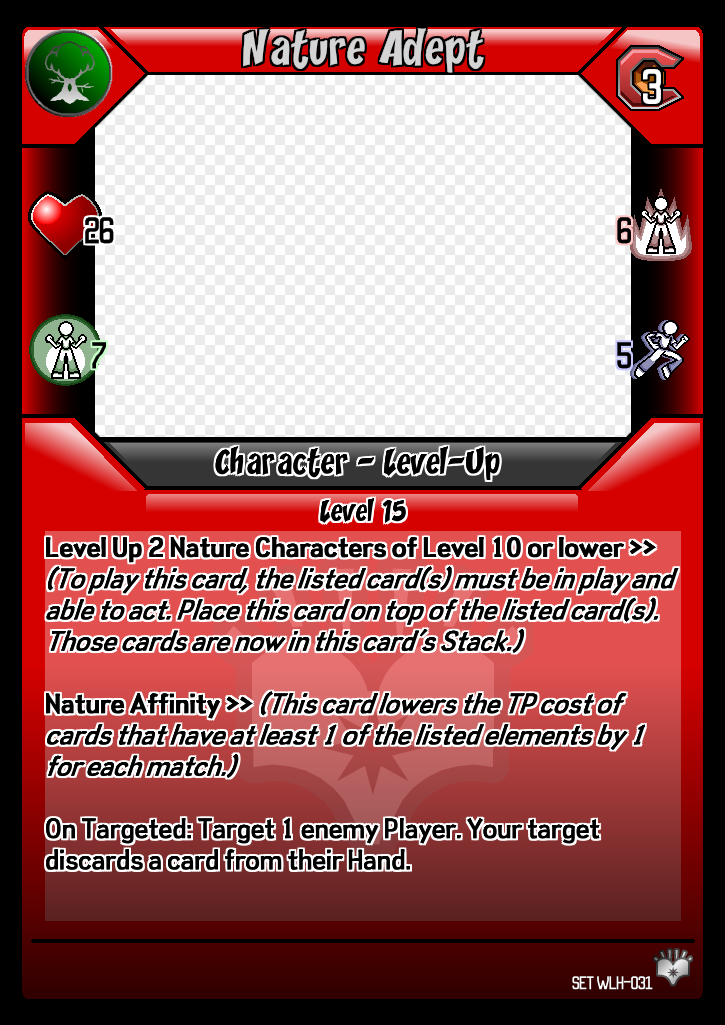 Nature Adept
3
26
6
7
5
Character - Level-Up
Level 15
Level Up 2 Nature Characters of Level 10 or lower >>
(To play this card, the listed card(s) must be in play and
able to act. Place this card on top of the listed card(s).
Those cards are now in this card's Stack.)
Nature Affinity >> (This card lowers the TP cost of
cards that have at least 1 of the listed elements by 1
for each match.)
On Targeted: Target 1 enemy Player. Your target
discards a card from their Hand.
SET WLH-031